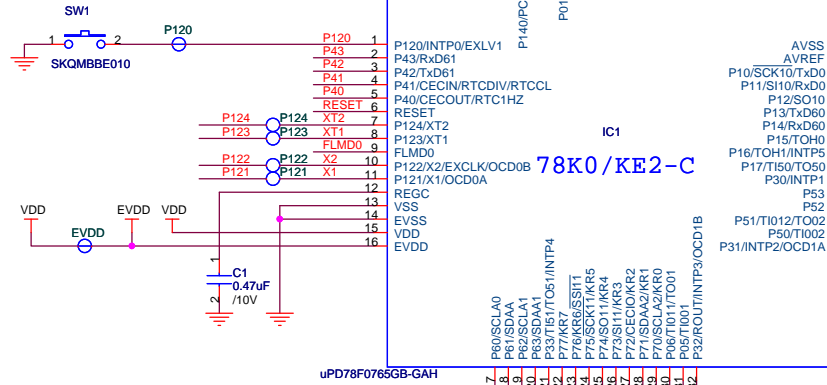 SW1
1
2
SKQMBBE010
P120
P120
P43
P42
P41
P40
RESET
P124 P124 XT2
P123 P123 XT1
FLMD0
P122 P122 X2
P121 P121 X1
1 P120/INTP0/EXLV1
2 P43/RxD61
3 P42/TxD61
4 P41/CECIN/RTCDIV/RTCCL
5 P40/CECOUT/RTC1HZ
6 RESET
7 P124/XT2
8 P123/XT1
9 FLMD0
10 P122/X2/EXCLK/OCD0B
11 P121/X1/OCD0A
12 REGC
13 VSS
14 EVSS
15 VDD
16 EVDD
VDD
EVDD
EVDD
VDD
1
C1
0.47uF
/10V
2
P140/PC
P01
IC1
78K0/KE2-C
AVSS
AVREF
P10/SCK10/TxD0
P11/SI10/RxD0
P12/SO10
P13/TxD60
P14/RxD60
P15/TOH0
P16/TOH1/INTP5
P17/TI50/TO50
P30/INTP1
P53
P52
P51/TI012/TO02
P50/TI002
P31/INTP2/OCD1A
P60/SCLA0
P61/SDAA
P62/SCLA1
P63/SDAA1
P33/TI51/TO51/INTP4
P77/KR7
P76/KR6/SSI11
P75/SCK11/KR5
P74/SO11/KR4
P73/SI11/KR3
P72/CECIO/KR2
P71/SDAA2/KR1
P70/SCLA2/KR0
P06/TI011/TO01
P05/TI001
P32/ROUT/INTP3/OCD1B
uPD78F0765GB-GAH